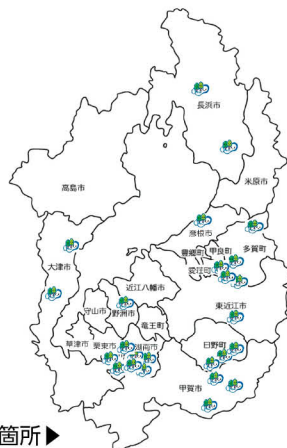 長浜市
高島市
米原市
彦根市
豊郷町
甲良町
多賀町
愛荘町
大津市
近江八幡市
東近江市
守山市
野洲市
竜王町
草津市
栗東市
湖南市
日野町
甲賀市
箇所▶